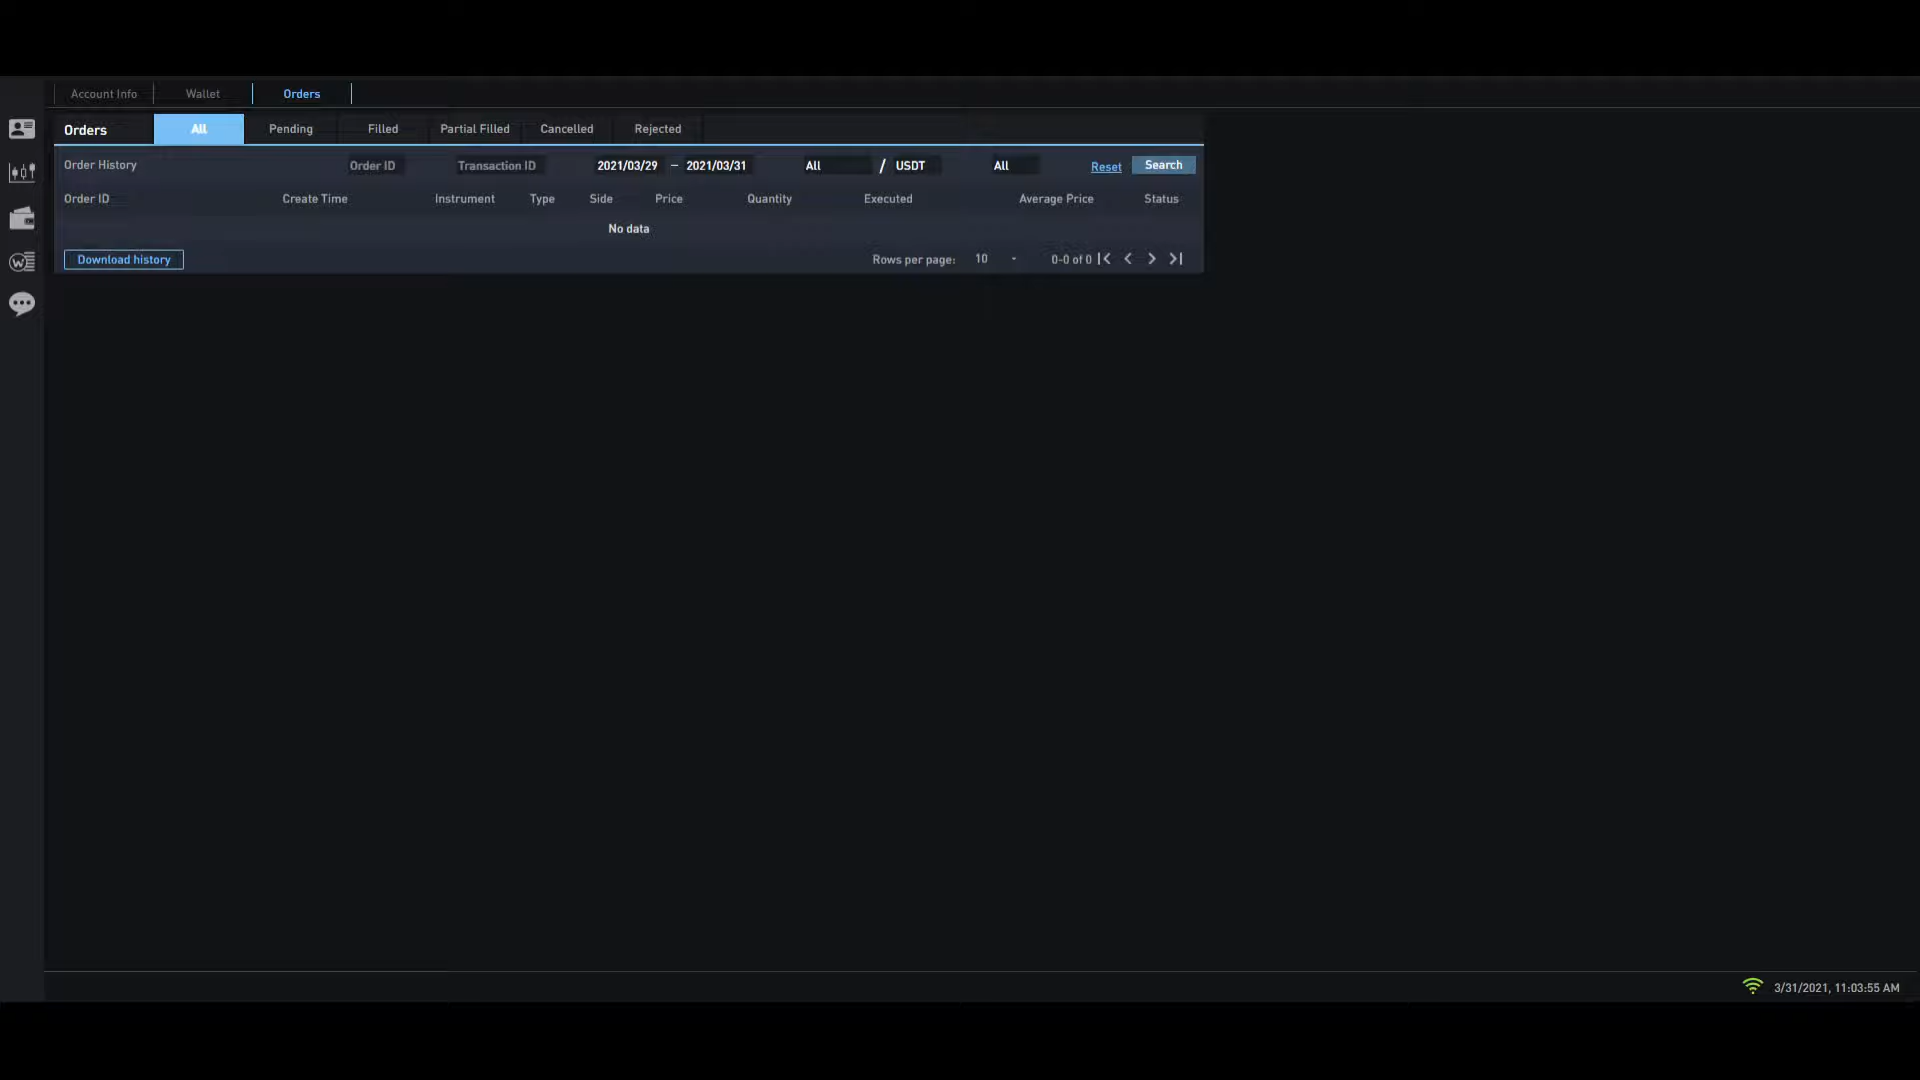 Account Info Wallet Orders
Orders All Pending Filled Partial Filled Cancelled Rejected
Order History Order ID Transaction ID 2021/03/29 – 2021/03/31 All / USDT All Reset Search
Order ID Create Time Instrument Type Side Price Quantity Executed Average Price Status
No data
Download history Rows per page: 10 0-0 of 0
3/31/2021, 11:03:55 AM